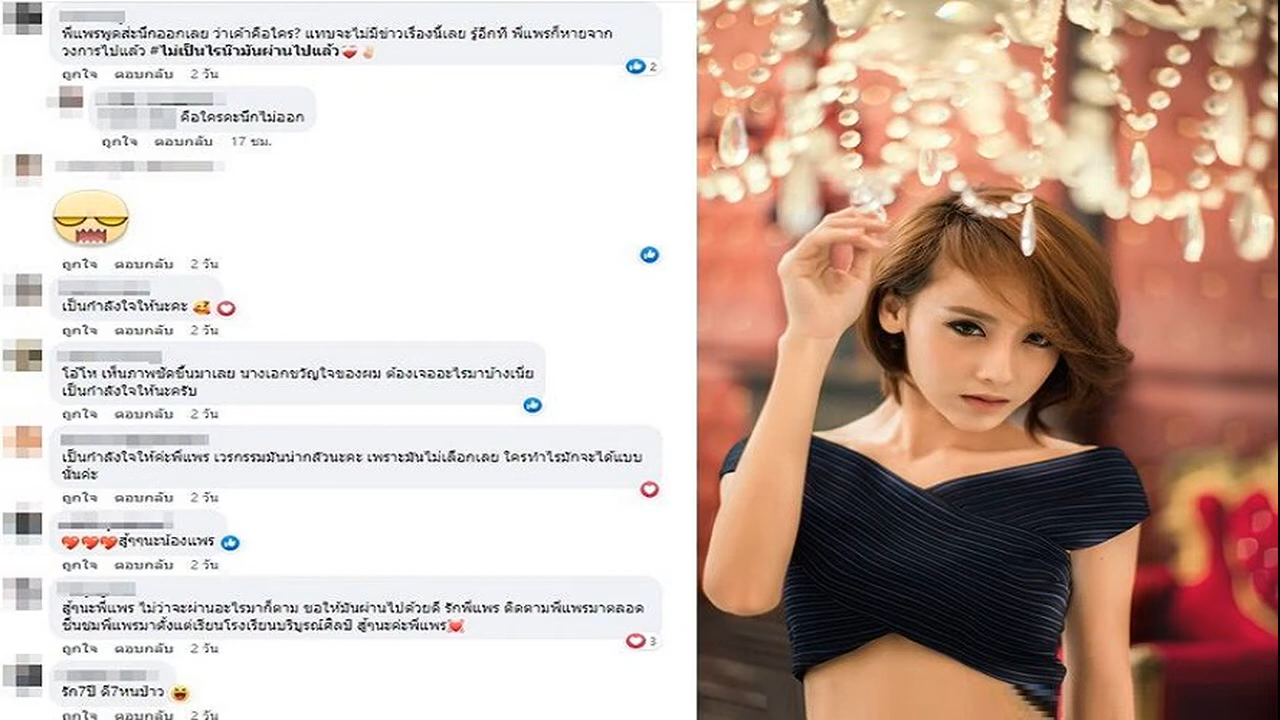 พี่แพรพูดส่ะนึกออกเลย ว่าเค้าคือใคร? แทบจะไม่มีข่าวเรื่องนี้เลย รู้อีกที พี่แพรก็หายจาก
วงการไปแล้ว #ไม่เป็นไรน๊ามันผ่านไปแล้ว
ถูกใจ ตอบกลับ 2 วัน
2
คือใครคะนึกไม่ออก
ถูกใจ ตอบกลับ 17 ชม.
ถูกใจ ตอบกลับ 2 วัน
เป็นกำลังใจให้นะคะ
ถูกใจ ตอบกลับ 2 วัน
โอ้โห เห็นภาพชัดขึ้นมาเลย นางเอกขวัญใจของผม ต้องเจออะไรมาบ้างเนี่ย
เป็นกำลังใจให้นะครับ
ถูกใจ ตอบกลับ 2 วัน
เป็นกำลังใจให้ค่ะพี่แพร เวรกรรมมันน่ากลัวนะคะ เพราะมันไม่เลือกเลย ใครทำไรมักจะได้แบบ
นั้นค่ะ
ถูกใจ ตอบกลับ 2 วัน
สู้ๆๆนะน้องแพร
ถูกใจ ตอบกลับ 2 วัน
สู้ๆนะพี่แพร ไม่ว่าจะผ่านอะไรมาก็ตาม ขอให้มันผ่านไปด้วยดี รักพี่แพร ติดตามพี่แพรมาตลอด
ชื่นชมพี่แพรมาตั้งแต่เรียนโรงเรียนบริบูรณ์ศิลป์ สู้ๆนะค่ะพี่แพร
3
ถูกใจ ตอบกลับ 2 วัน
รัก7ปี ดี7หนป่าว
ถูกใจ ตอบกลับ 2 วัน